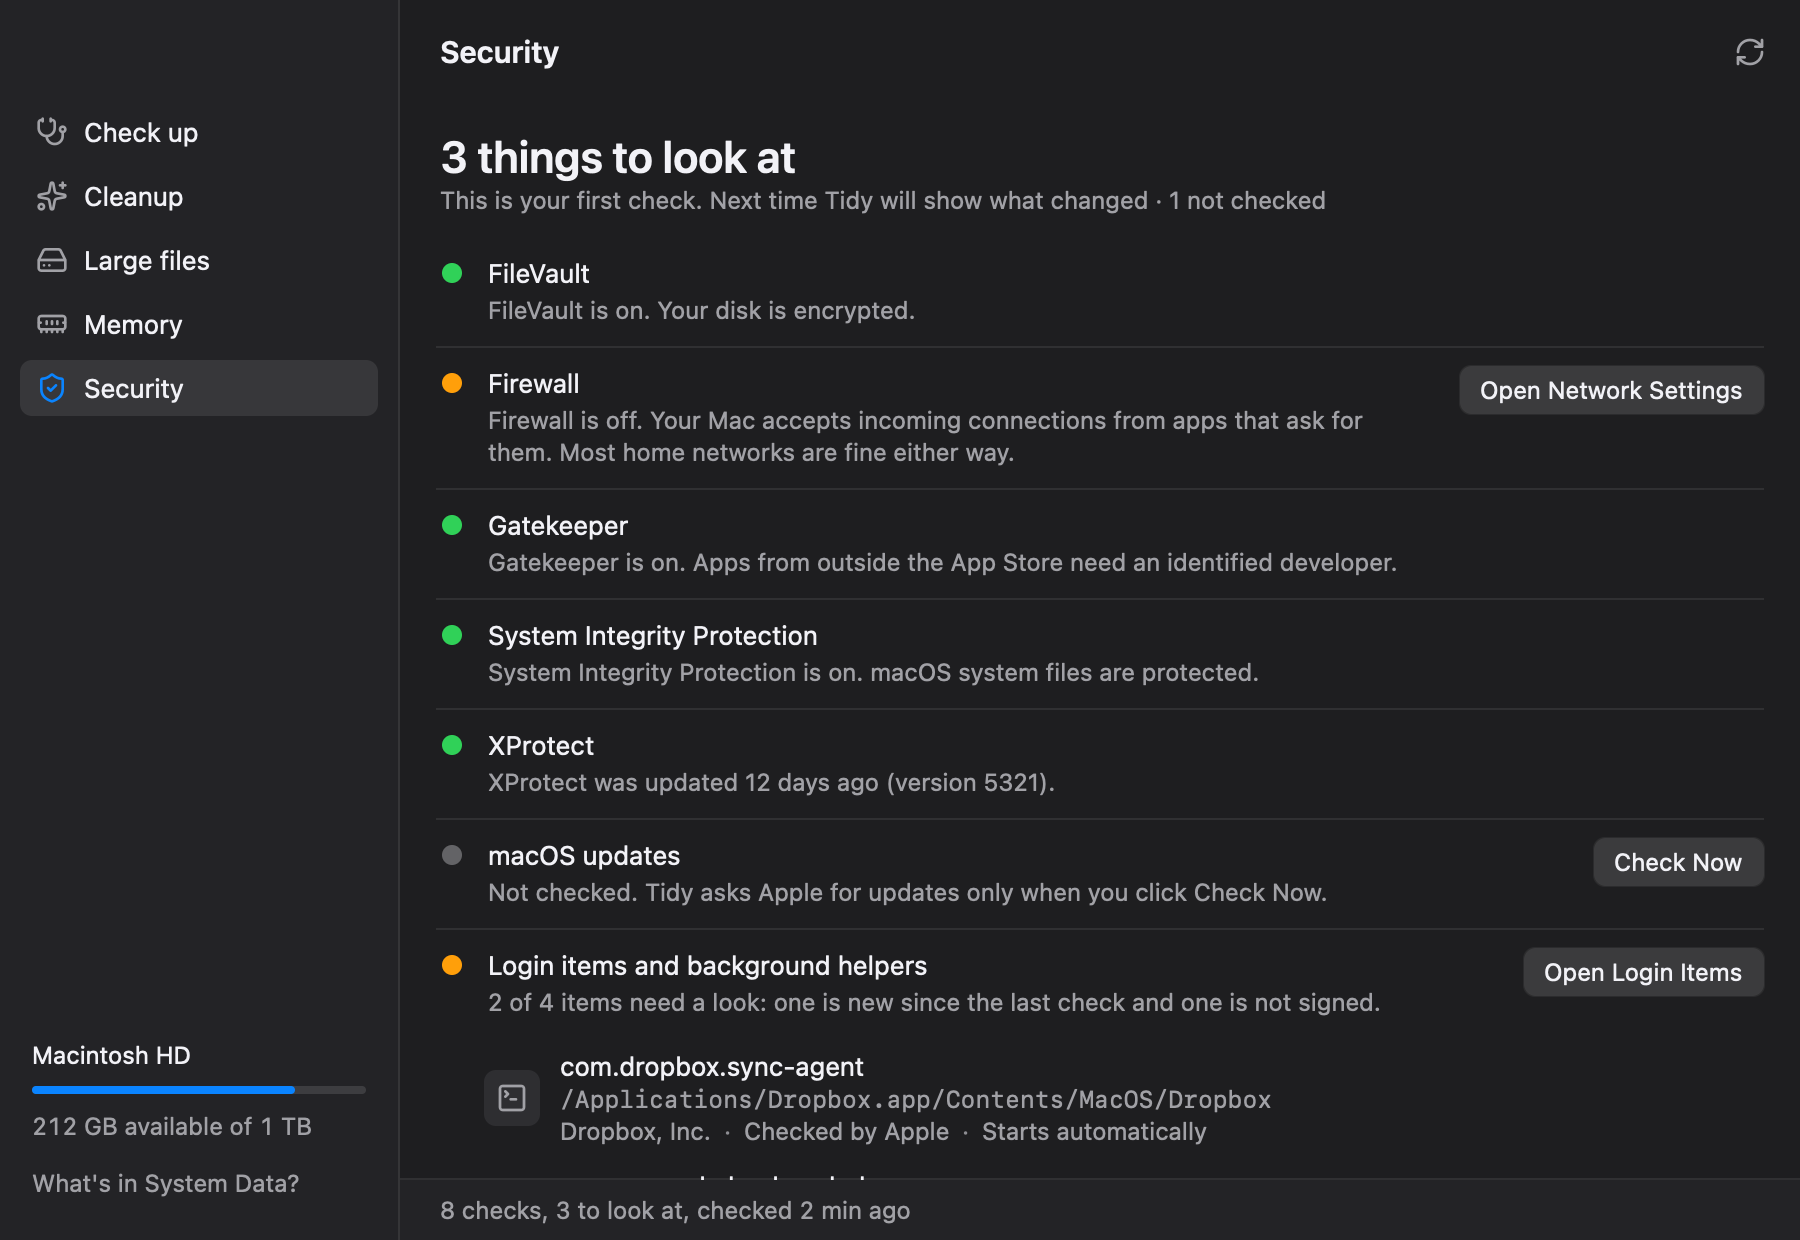 Security
Check up
Cleanup
Large files
Memory
Security
Macintosh HD
212 GB available of 1 TB
What's in System Data?
3 things to look at
This is your first check. Next time Tidy will show what changed · 1 not checked
FileVault
FileVault is on. Your disk is encrypted.
Firewall
Firewall is off. Your Mac accepts incoming connections from apps that ask for
them. Most home networks are fine either way.
Open Network Settings
Gatekeeper
Gatekeeper is on. Apps from outside the App Store need an identified developer.
System Integrity Protection
System Integrity Protection is on. macOS system files are protected.
XProtect
XProtect was updated 12 days ago (version 5321).
macOS updates
Not checked. Tidy asks Apple for updates only when you click Check Now.
Check Now
Login items and background helpers
2 of 4 items need a look: one is new since the last check and one is not signed.
Open Login Items
com.dropbox.sync-agent
/Applications/Dropbox.app/Contents/MacOS/Dropbox
Dropbox, Inc. · Checked by Apple · Starts automatically
8 checks, 3 to look at, checked 2 min ago